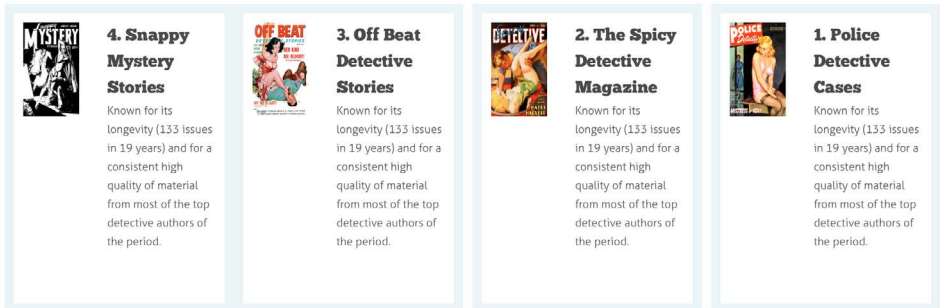 MYSTERY
4. Snappy
Mystery
Stories
Known for its
longevity (133 issues
in 19 years) and for a
consistent high
quality of material
from most of the top
detective authors of
the period.
OFF BEAT
DETECTIVE STORIES
3. Off Beat
Detective
Stories
Known for its
longevity (133 issues
in 19 years) and for a
consistent high
quality of material
from most of the top
detective authors of
the period.
DETECTIVE
2. The Spicy
Detective
Magazine
Known for its
longevity (133 issues
in 19 years) and for a
consistent high
quality of material
from most of the top
detective authors of
the period.
POLICE
Detective
1. Police
Detective
Cases
Known for its
longevity (133 issues
in 19 years) and for a
consistent high
quality of material
from most of the top
detective authors of
the period.